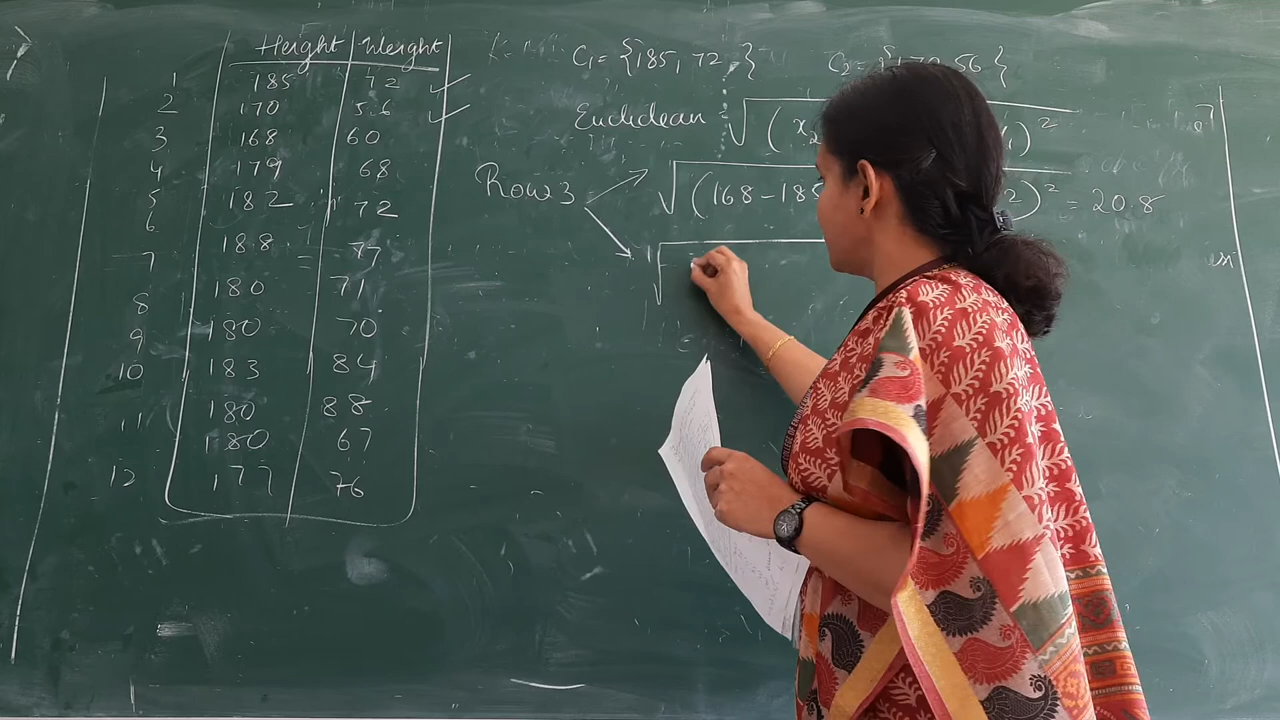 Height Weight
1 185 72
2 170 56
3 168 60
4 179 68
5 182 72
6
7 188 77
8 180 71
9 180 70
10 183 84
11 180 88
180 67
12 177 76
K=
C₁ = {185, 72}
C₂ = 56}
Euclidean = √(x₂ )²
Row 3
√(168-185 2)² = 20.8
√